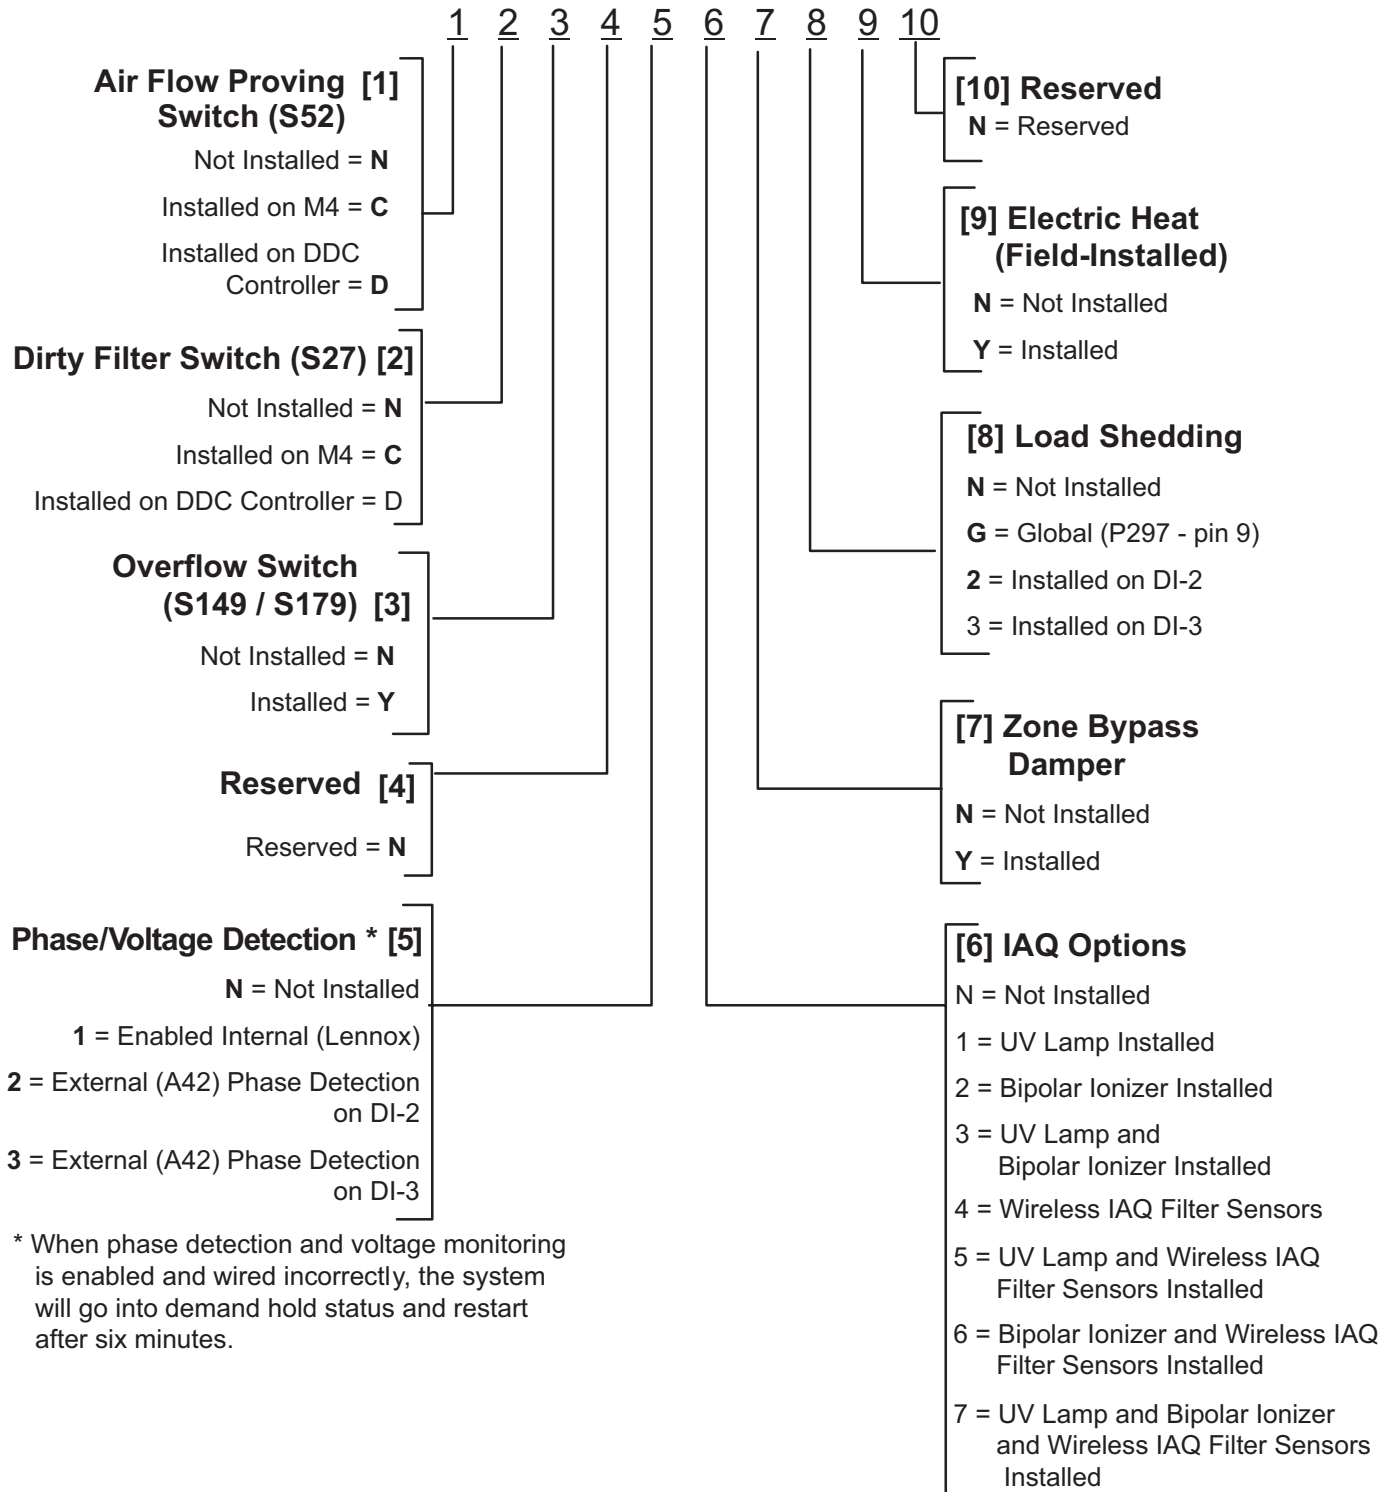 1 2 3 4 5 6 7 8 9 10
Air Flow Proving [1]
Switch (S52)
Not Installed = N
Installed on M4 = C
Installed on DDC
Controller = D
Dirty Filter Switch (S27) [2]
Not Installed = N
Installed on M4 = C
Installed on DDC Controller = D
Overflow Switch
(S149 / S179) [3]
Not Installed = N
Installed = Y
Reserved [4]
Reserved = N
Phase/Voltage Detection * [5]
N = Not Installed
1 = Enabled Internal (Lennox)
2 = External (A42) Phase Detection
on DI-2
3 = External (A42) Phase Detection
on DI-3
* When phase detection and voltage monitoring
is enabled and wired incorrectly, the system
will go into demand hold status and restart
after six minutes.
[10] Reserved
N = Reserved
[9] Electric Heat
(Field-Installed)
N = Not Installed
Y = Installed
[8] Load Shedding
N = Not Installed
G = Global (P297 - pin 9)
2 = Installed on DI-2
3 = Installed on DI-3
[7] Zone Bypass
Damper
N = Not Installed
Y = Installed
[6] IAQ Options
N = Not Installed
1 = UV Lamp Installed
2 = Bipolar Ionizer Installed
3 = UV Lamp and
Bipolar Ionizer Installed
4 = Wireless IAQ Filter Sensors
5 = UV Lamp and Wireless IAQ
Filter Sensors Installed
6 = Bipolar Ionizer and Wireless IAQ
Filter Sensors Installed
7 = UV Lamp and Bipolar Ionizer
and Wireless IAQ Filter Sensors
Installed